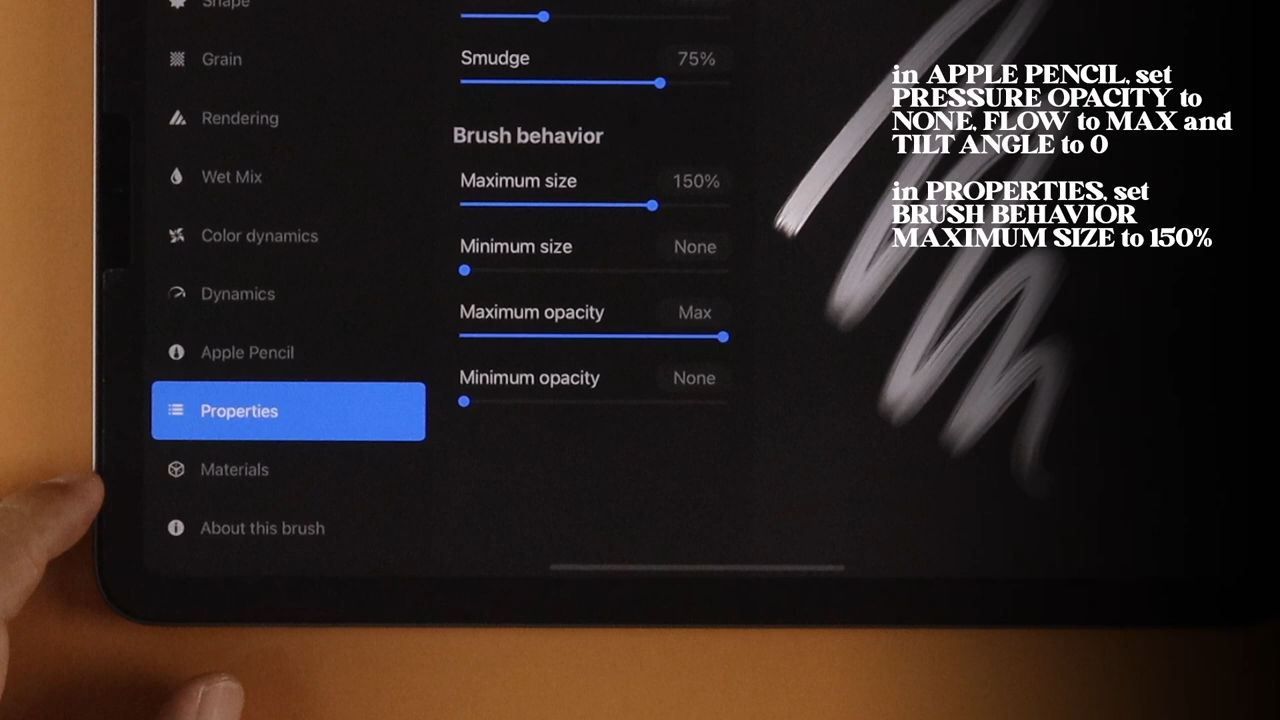 Shape
Grain
Rendering
Wet Mix
Color dynamics
Dynamics
Apple Pencil
Properties
Materials
About this brush
Smudge 75%
Brush behavior
Maximum size 150%
Minimum size None
Maximum opacity Max
Minimum opacity None
in APPLE PENCIL, set
PRESSURE OPACITY to
NONE, FLOW to MAX and
TILT ANGLE to 0
in PROPERTIES, set
BRUSH BEHAVIOR
MAXIMUM SIZE to 150%